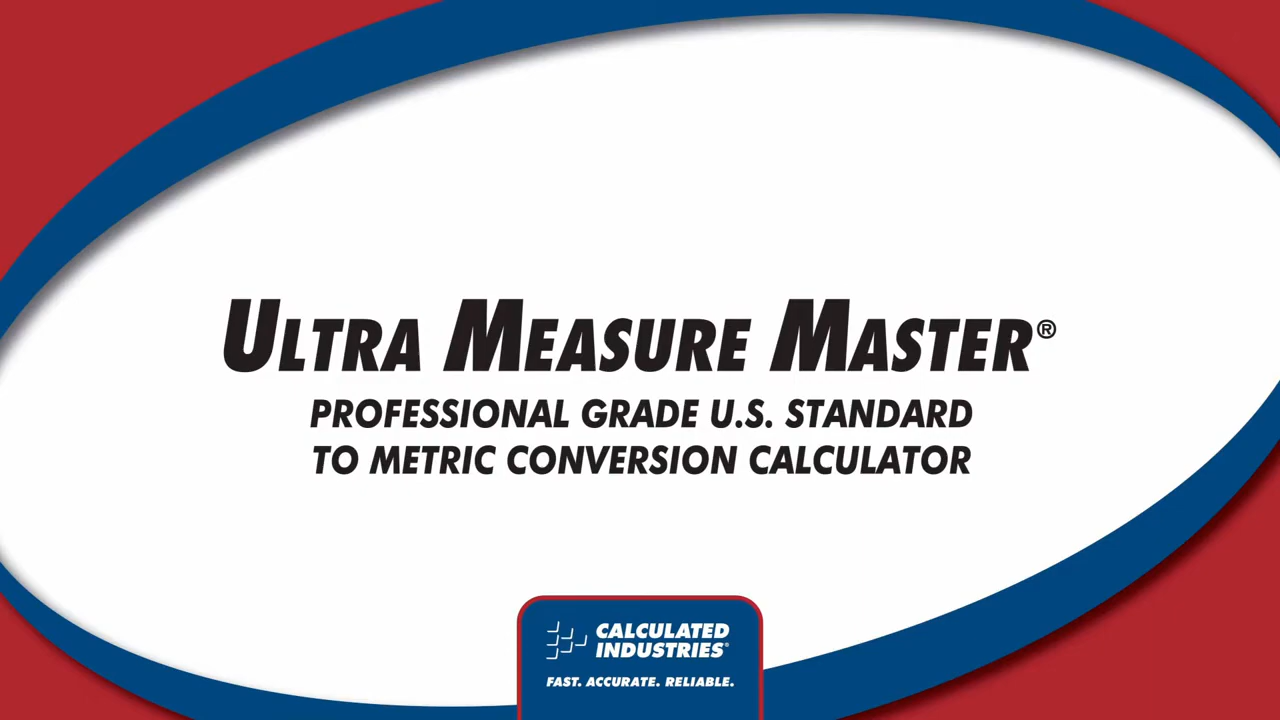 ULTRA MEASURE MASTER®
PROFESSIONAL GRADE U.S. STANDARD
TO METRIC CONVERSION CALCULATOR
CALCULATED
INDUSTRIES®
FAST. ACCURATE. RELIABLE.